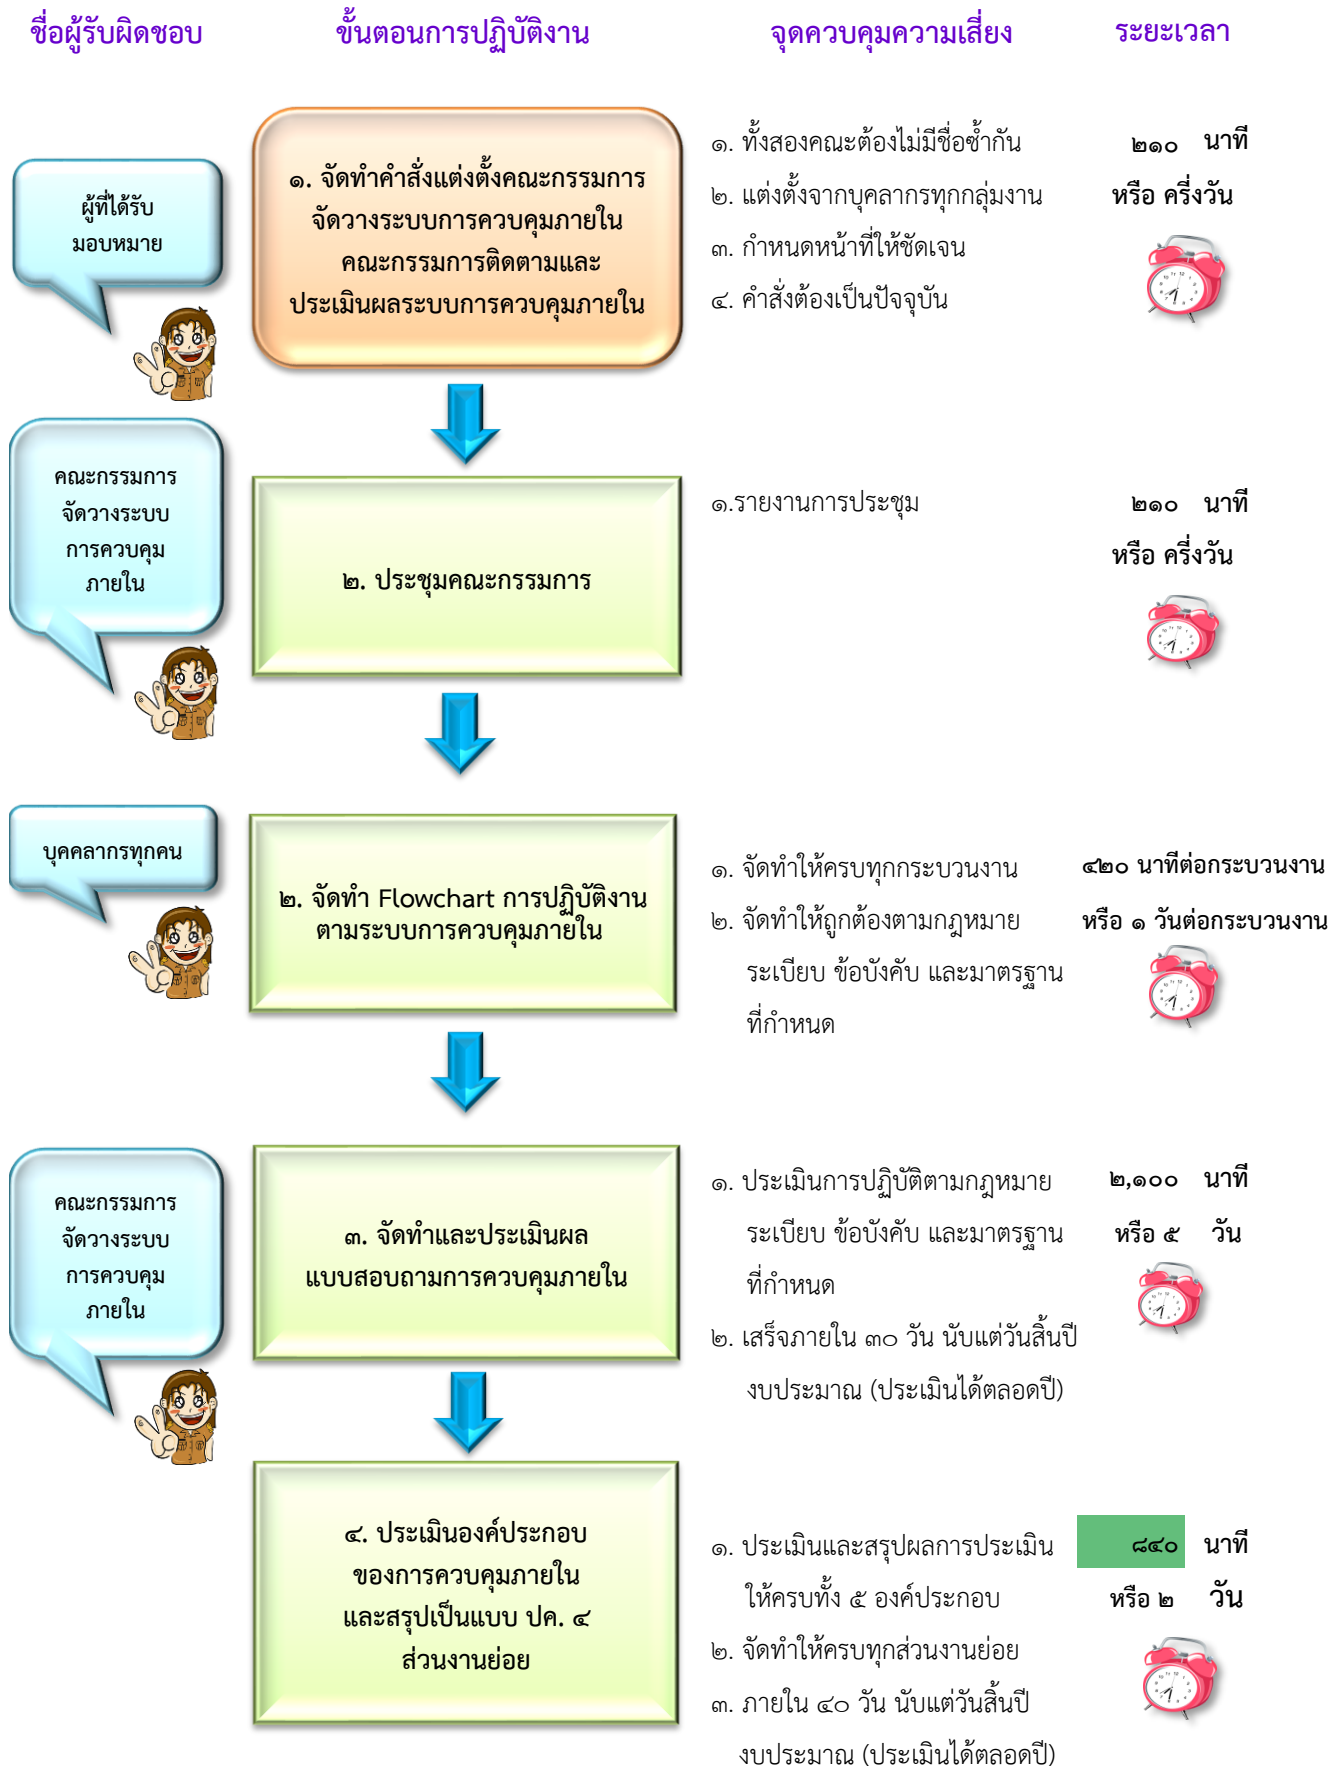 ชื่อผู้รับผิดชอบ ขั้นตอนการปฏิบัติงาน จุดควบคุมความเสี่ยง ระยะเวลา
ผู้ที่ได้รับ
มอบหมาย
๑. จัดทำคำสั่งแต่งตั้งคณะกรรมการ
จัดวางระบบการควบคุมภายใน
คณะกรรมการติดตามและ
ประเมินผลระบบการควบคุมภายใน
๑. ทั้งสองคณะต้องไม่มีชื่อซ้ำกัน
๒. แต่งตั้งจากบุคลากรทุกกลุ่มงาน
๓. กำหนดหน้าที่ให้ชัดเจน
๔. คำสั่งต้องเป็นปัจจุบัน
๒๑๐ นาที
หรือ ครึ่งวัน
คณะกรรมการ
จัดวางระบบ
การควบคุม
ภายใน
๒. ประชุมคณะกรรมการ
๑.รายงานการประชุม
๒๑๐ นาที
หรือ ครึ่งวัน
บุคคลากรทุกคน
๒. จัดทำ Flowchart การปฏิบัติงาน
ตามระบบการควบคุมภายใน
๑. จัดทำให้ครบทุกกระบวนงาน
๒. จัดทำให้ถูกต้องตามกฎหมาย
ระเบียบ ข้อบังคับ และมาตรฐาน
ที่กำหนด
๔๒๐ นาทีต่อกระบวนงาน
หรือ ๑ วันต่อกระบวนงาน
คณะกรรมการ
จัดวางระบบ
การควบคุม
ภายใน
๓. จัดทำและประเมินผล
แบบสอบถามการควบคุมภายใน
๑. ประเมินการปฏิบัติตามกฎหมาย
ระเบียบ ข้อบังคับ และมาตรฐาน
ที่กำหนด
๒. เสร็จภายใน ๓๐ วัน นับแต่วันสิ้นปี
งบประมาณ (ประเมินได้ตลอดปี)
๒,๑๐๐ นาที
หรือ ๕ วัน
๔. ประเมินองค์ประกอบ
ของการควบคุมภายใน
และสรุปเป็นแบบ ปค. ๔
ส่วนงานย่อย
๑. ประเมินและสรุปผลการประเมิน
ให้ครบทั้ง ๕ องค์ประกอบ
๒. จัดทำให้ครบทุกส่วนงานย่อย
๓. ภายใน ๔๐ วัน นับแต่วันสิ้นปี
งบประมาณ (ประเมินได้ตลอดปี)
๘๔๐ นาที
หรือ ๒ วัน